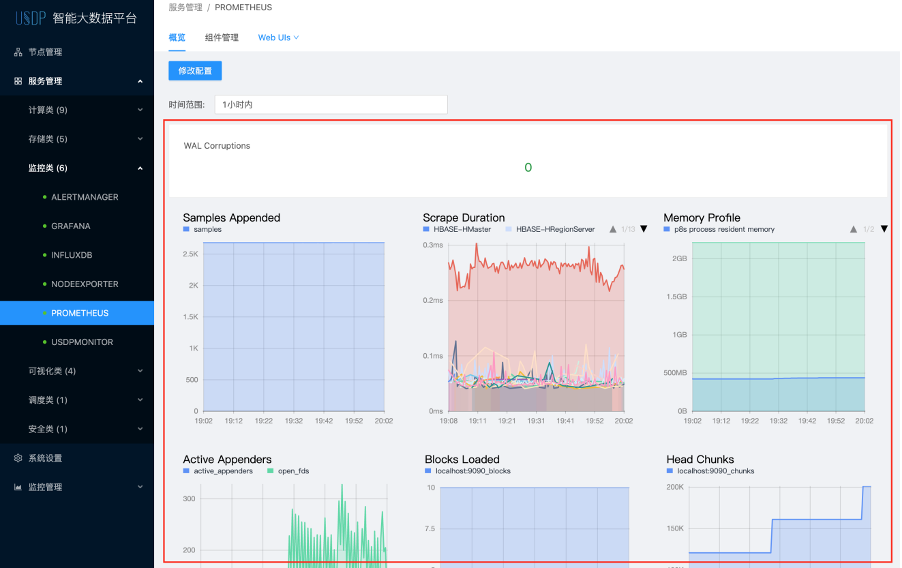 USDP 智能大数据平台
节点管理
服务管理
计算类 (9)
存储类 (5)
监控类 (6)
ALERTMANAGER
GRAFANA
INFLUXDB
NODEEXPORTER
PROMETHEUS
USDPMONITOR
可视化类 (4)
调度类 (1)
安全类 (1)
系统设置
监控管理
服务管理 / PROMETHEUS
概览 组件管理 Web UIs
修改配置
时间范围: 1小时内
WAL Corruptions
0
Samples Appended
samples
2.5K
2K
1.5K
1K
500
0
19:02 19:12 19:22 19:32 19:42 19:52 20:02
Scrape Duration
HBASE-HMaster HBASE-HRegionServer 1/13
0.3ms
0.2ms
0.1ms
0ms
19:08 19:11 19:21 19:31 19:41 19:52 20:02
Memory Profile
p8s process resident memory 1/2
2GB
1.5GB
1GB
500MB
0B
19:02 19:12 19:22 19:32 19:42 19:52 20:02
Active Appenders
active_appenders open_fds
300
200
Blocks Loaded
localhost:9090_blocks
10
7.5
Head Chunks
localhost:9090_chunks
200K
150K